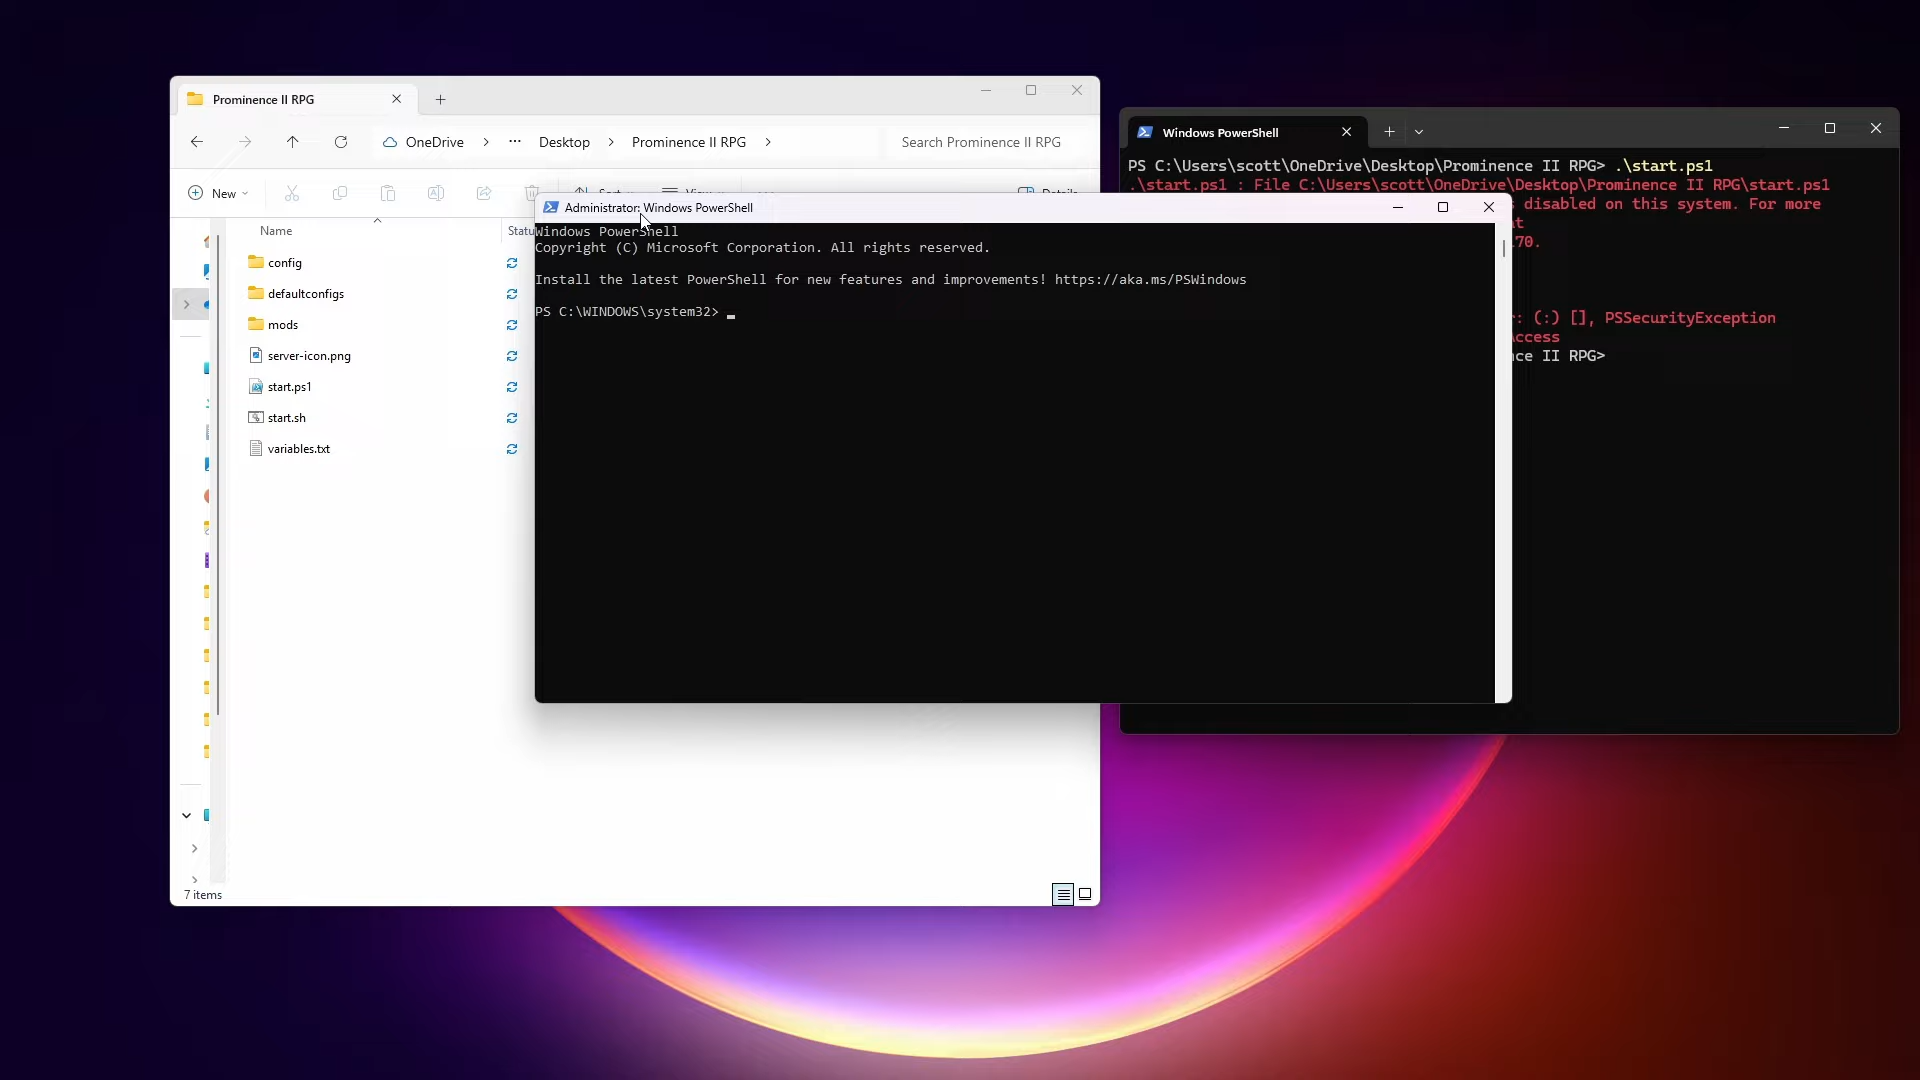 Prominence II RPG
OneDrive > ... Desktop > Prominence II RPG >
Search Prominence II RPG
New
Name
config
defaultconfigs
mods
server-icon.png
start.ps1
start.sh
variables.txt
7 items
Administrator: Windows PowerShell
Windows PowerShell
Copyright (C) Microsoft Corporation. All rights reserved.
Install the latest PowerShell for new features and improvements! https://aka.ms/PSWindows
PS C:\WINDOWS\system32>
Windows PowerShell
PS C:\Users\scott\OneDrive\Desktop\Prominence II RPG> .\start.ps1
.\start.ps1 : File C:\Users\scott\OneDrive\Desktop\Prominence II RPG\start.ps1
disabled on this system. For more
70.
: (:) [], PSSecurityException
II RPG>